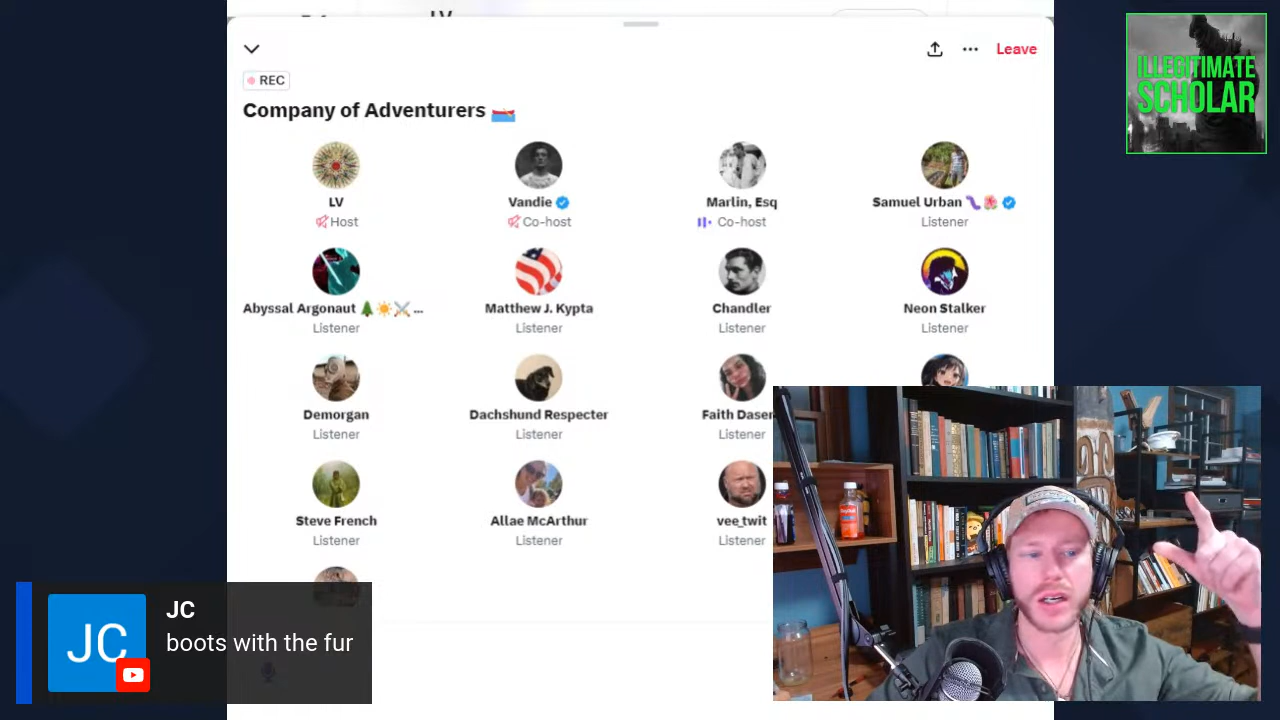 LV
Leave
REC
Company of Adventurers
LV
Host
Vandie
Co-host
Marlin, Esq
Co-host
Samuel Urban
Listener
Abyssal Argonaut ...
Listener
Matthew J. Kypta
Listener
Chandler
Listener
Neon Stalker
Listener
Demorgan
Listener
Dachshund Respecter
Listener
Faith Daser
Listener
Steve French
Listener
Allae McArthur
Listener
vee_twit
Listener
ILLEGITIMATE
SCHOLAR
JC
JC
boots with the fur